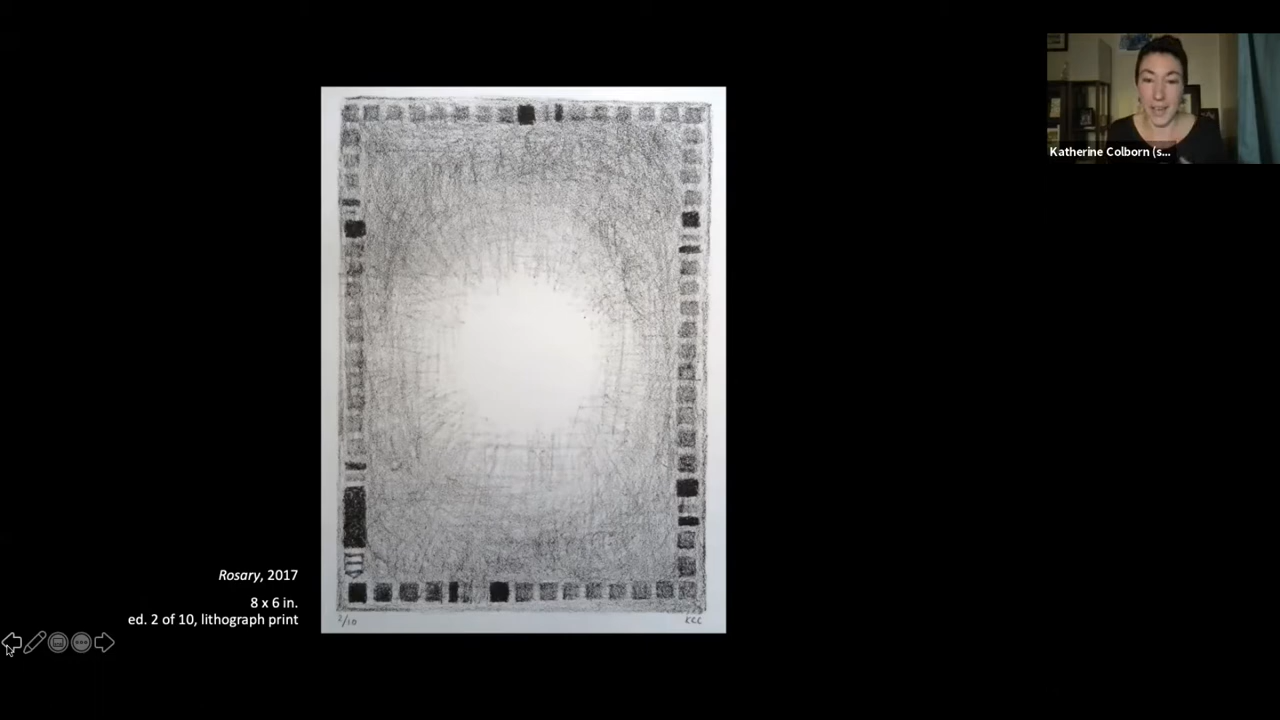 Katherine Colborn (s...
Rosary, 2017
8 x 6 in.
ed. 2 of 10, lithograph print
2/10
KCC